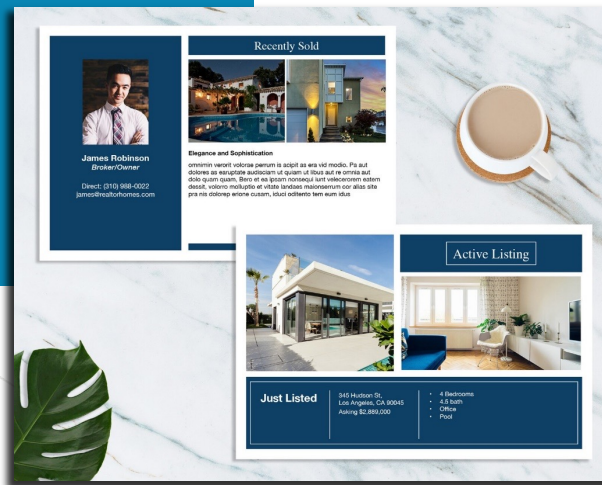 Recently Sold
James Robinson
Broker/Owner
Direct: (310) 988-0022
james@realtorhomes.com
Elegance and Sophistication
omnimin verorit volorae perrum is acipit as era vid modio. Pa aut
dolores as earuptate audisciam ut quiam ut libus aut re omnia aut
dolo quam quam, Bero et ea ipsam nonsequi iunt velecerorem eatem
dessit, volorro molluptio et vitate landaes maionserrum cor alias site
pra nis dolorep erione cusam, iduci oditento tem eum idus
Active Listing
Just Listed
345 Hudson St,
Los Angeles, CA 90045
Asking $2,889,000
• 4 Bedrooms
• 4.5 bath
• Office
• Pool